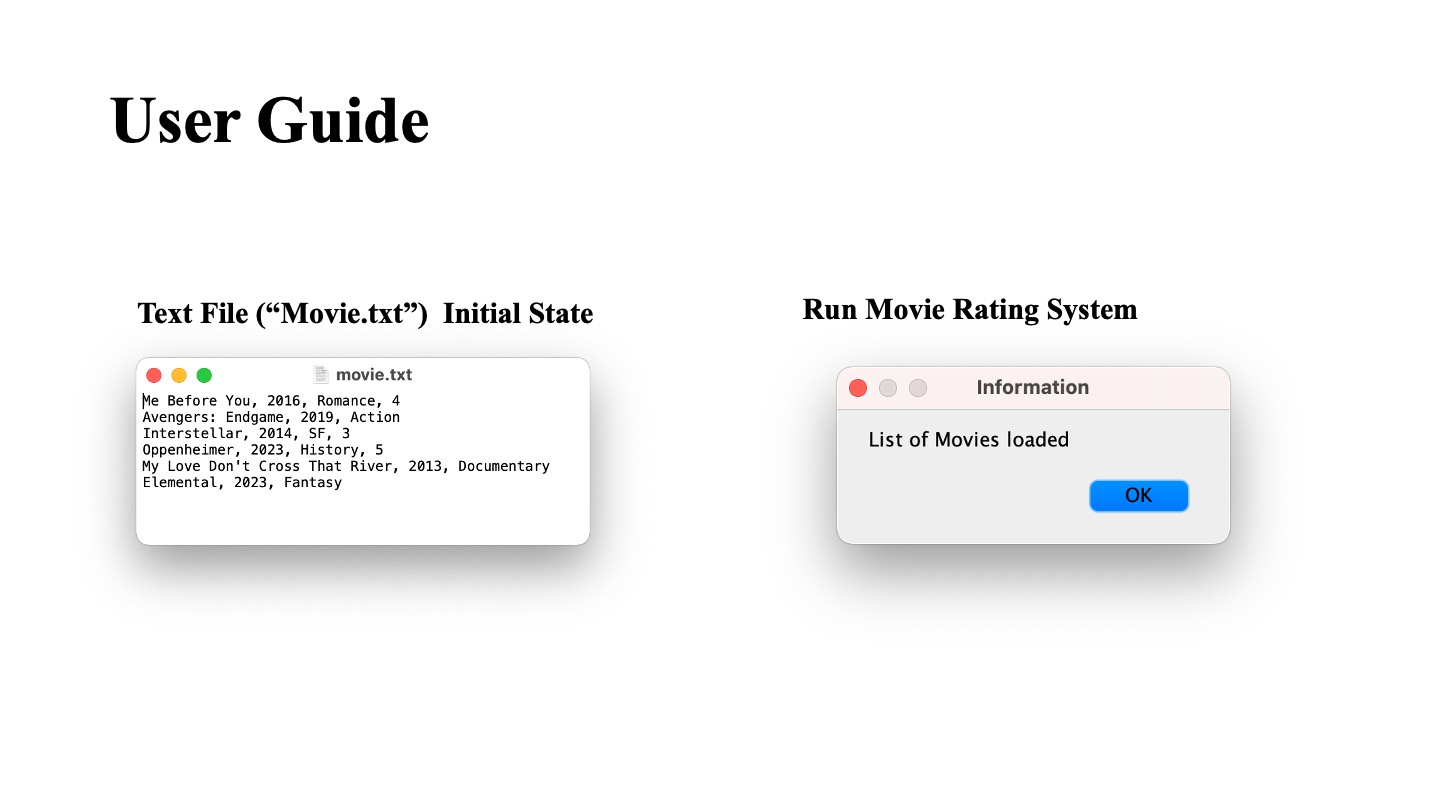 User Guide
Text File (“Movie.txt”)  Initial State
movie.txt
Me Before You, 2016, Romance, 4
Avengers: Endgame, 2019, Action
Interstellar, 2014, SF, 3
Oppenheimer, 2023, History, 5
My Love Don't Cross That River, 2013, Documentary
Elemental, 2023, Fantasy
Run Movie Rating System
Information
List of Movies loaded
OK